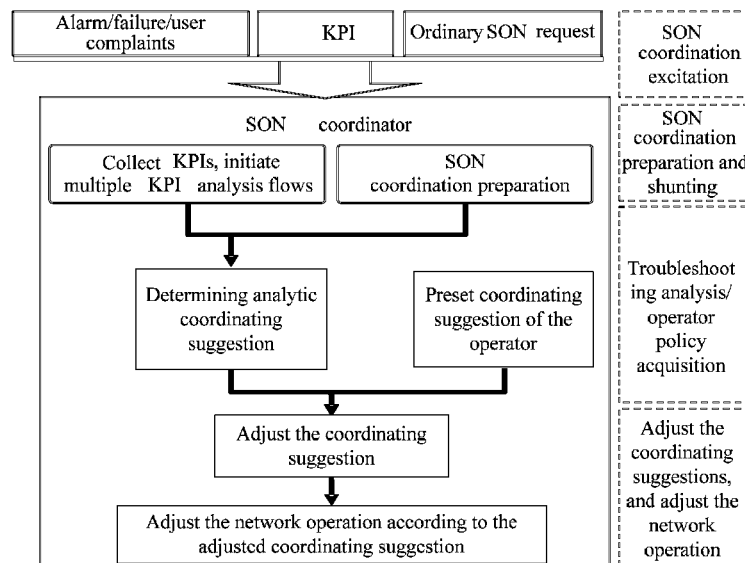 Alarm/failure/user
complaints
KPI
Ordinary SON request
SON
coordination
excitation
SON coordinator
Collect KPIs, initiate
multiple KPI analysis flows
SON
coordination preparation
SON
coordination
preparation and
shunting
Determining analytic
coordinating
suggestion
Preset coordinating
suggestion of the
operator
Troubleshoot
ing analysis/
operator
policy
acquisition
Adjust the coordinating
suggestion
Adjust the network operation according to the
adjusted coordinating suggestion
Adjust the
coordinating
suggestions,
and adjust the
network
operation